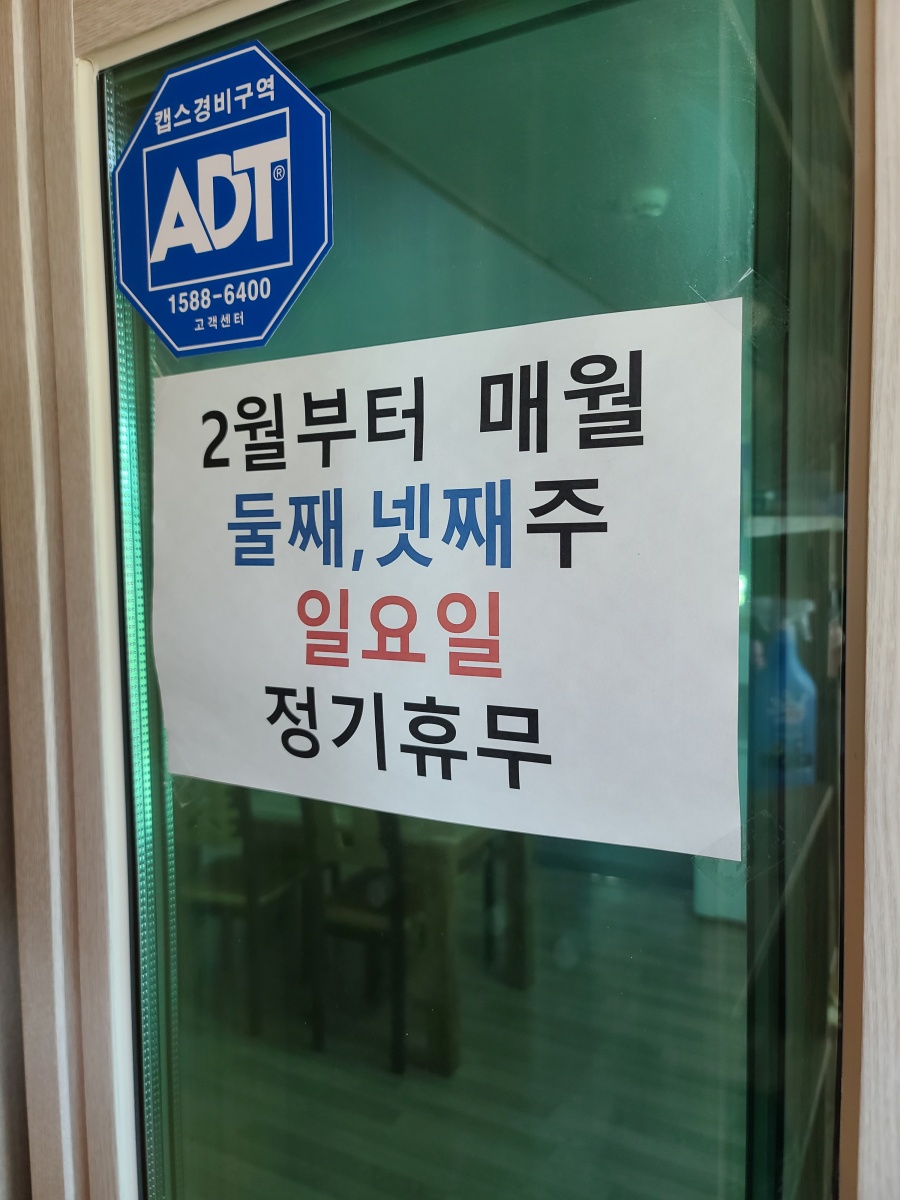 캡스경비구역
ADT®
1588-6400
고객센터
2월부터 매월
둘째,넷째주
일요일
정기휴무